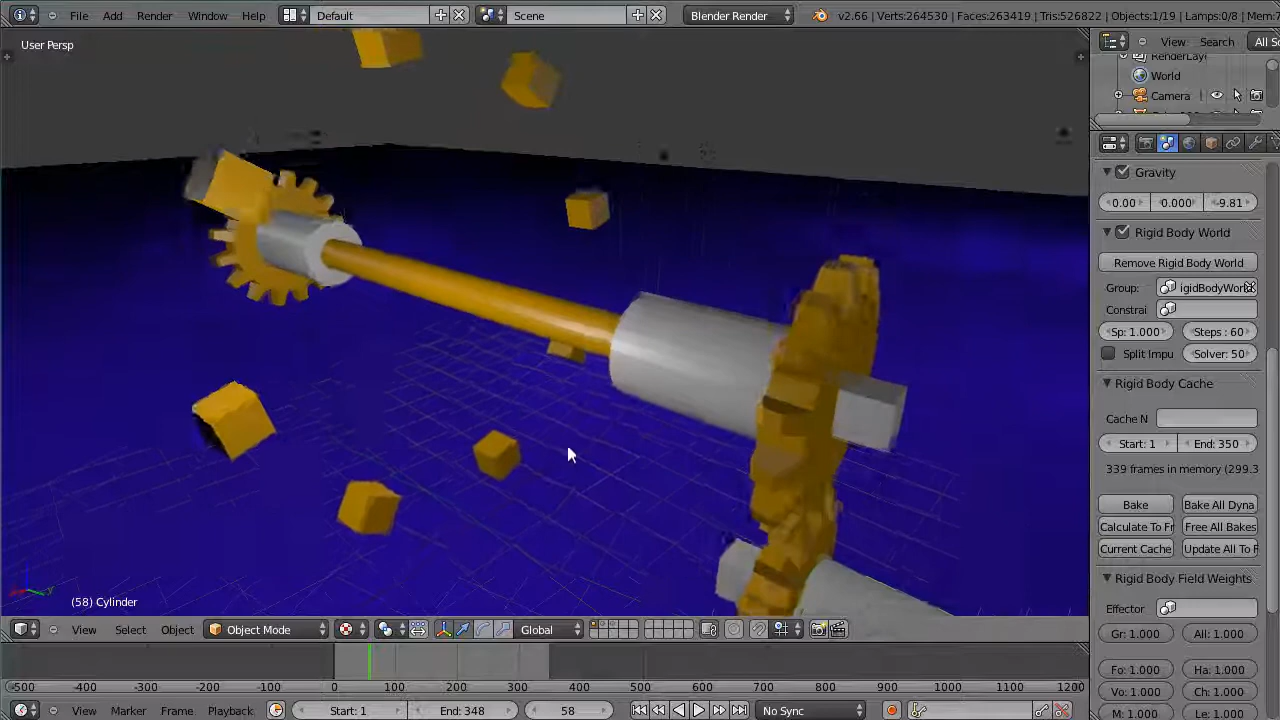 File Add Render Window Help Default Scene Blender Render v2.66 | Verts:264530 | Faces:263419 | Tris:526822 | Objects:1/19 | Lamps:0/8 | Mem:
User Persp
View Search All S
RenderLay
World
Camera
Gravity
0.00 0.000 -9.81
Rigid Body World
Remove Rigid Body World
Group: igidBodyWorld
Constrai
Sp: 1.000 Steps: 60
Split Impu Solver: 50
Rigid Body Cache
Cache N
Start: 1 End: 350
339 frames in memory (299.3
Bake Bake All Dyna
Calculate To Fr Free All Bakes
Current Cache Update All To F
Rigid Body Field Weights
Effector
Gr: 1.000 All: 1.000
Fo: 1.000 Ha: 1.000
Vo: 1.000 Ch: 1.000
M: 1.000 Le: 1.000
(58) Cylinder
View Select Object Object Mode Global
-500 -400 -300 -200 -100 0 100 200 300 400 500 600 700 800 900 1000 1100 1200
View Marker Frame Playback Start: 1 End: 348 58 No Sync